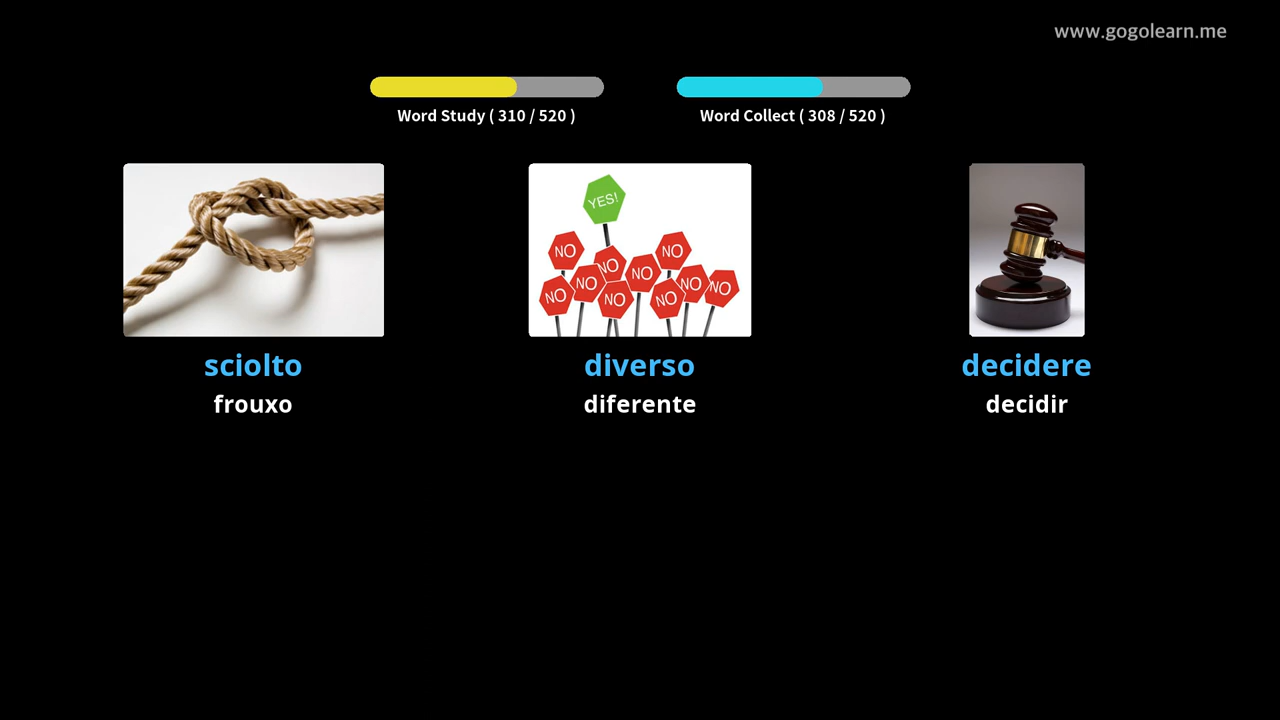 www.gogolearn.me
Word Study ( 310 / 520 )
Word Collect ( 308 / 520 )
YES!
NO
NO
NO
NO
NO
NO
NO
NO
NO
NO
sciolto
diverso
decidere
frouxo
diferente
decidir